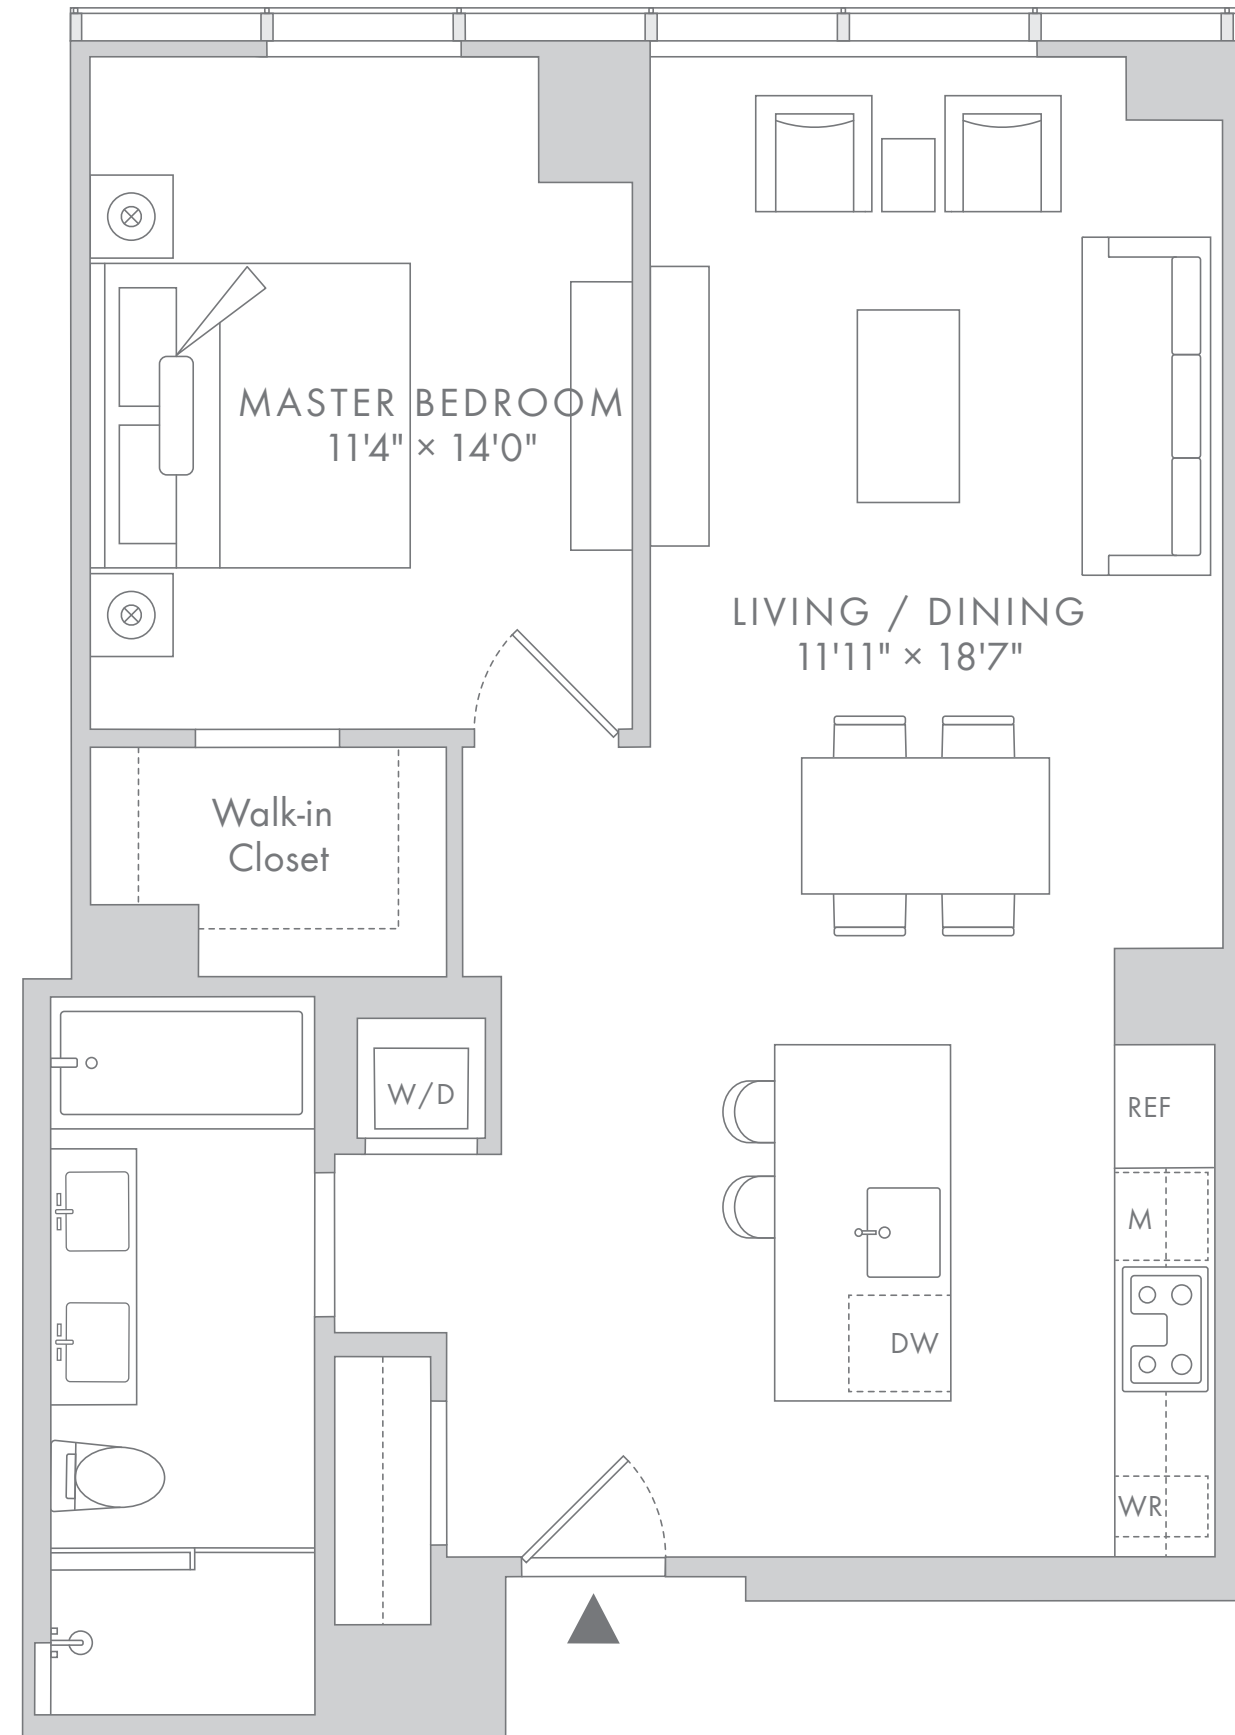 MASTER BEDROOM
11'4" × 14'0"
LIVING / DINING
11'11" × 18'7"
Walk-in
Closet
W/D
REF
M
DW
WR